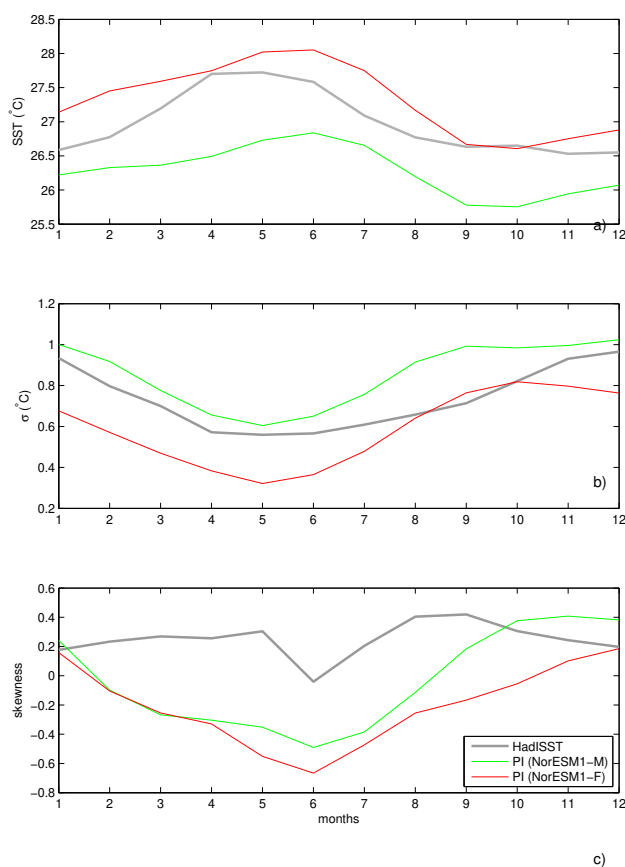 28.5
28
27.5
27
26.5
26
25.5
SST (°C)
1 2 3 4 5 6 7 8 9 10 11 12
a)
1.2
1
0.8
0.6
0.4
0.2
σ (°C)
1 2 3 4 5 6 7 8 9 10 11 12
b)
0.6
0.4
0.2
0
−0.2
−0.4
−0.6
−0.8
skewness
HadISST
PI (NorESM1−M)
PI (NorESM1−F)
1 2 3 4 5 6 7 8 9 10 11 12
months
c)